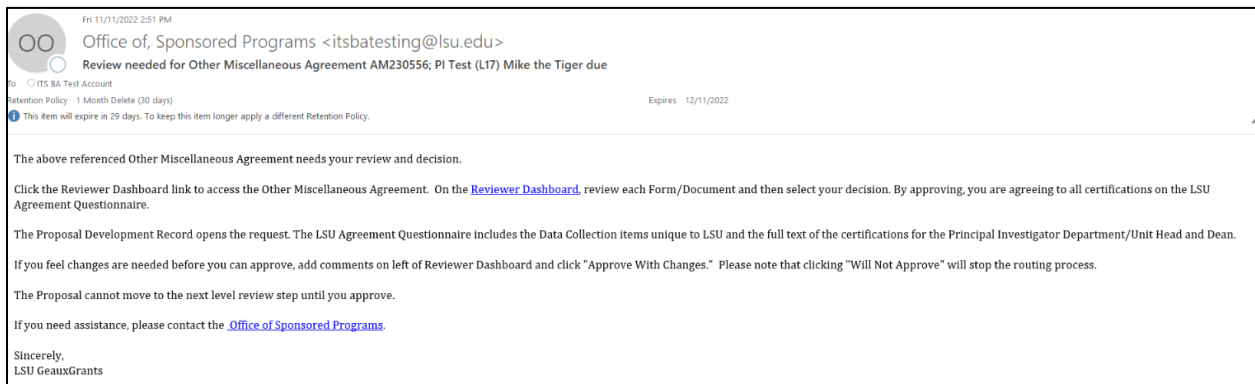 Fri 11/11/2022 2:51 PM
OO
Office of, Sponsored Programs <itsbatesting@lsu.edu>
Review needed for Other Miscellaneous Agreement AM230556; PI Test (L17) Mike the Tiger due
To ITS BA Test Account
Retention Policy 1 Month Delete (30 days) Expires 12/11/2022
This item will expire in 29 days. To keep this item longer apply a different Retention Policy.
The above referenced Other Miscellaneous Agreement needs your review and decision.
Click the Reviewer Dashboard link to access the Other Miscellaneous Agreement. On the Reviewer Dashboard, review each Form/Document and then select your decision. By approving, you are agreeing to all certifications on the LSU
Agreement Questionnaire.
The Proposal Development Record opens the request. The LSU Agreement Questionnaire includes the Data Collection items unique to LSU and the full text of the certifications for the Principal Investigator Department/Unit Head and Dean.
If you feel changes are needed before you can approve, add comments on left of Reviewer Dashboard and click "Approve With Changes." Please note that clicking "Will Not Approve" will stop the routing process.
The Proposal cannot move to the next level review step until you approve.
If you need assistance, please contact the Office of Sponsored Programs.
Sincerely,
LSU GeauxGrants